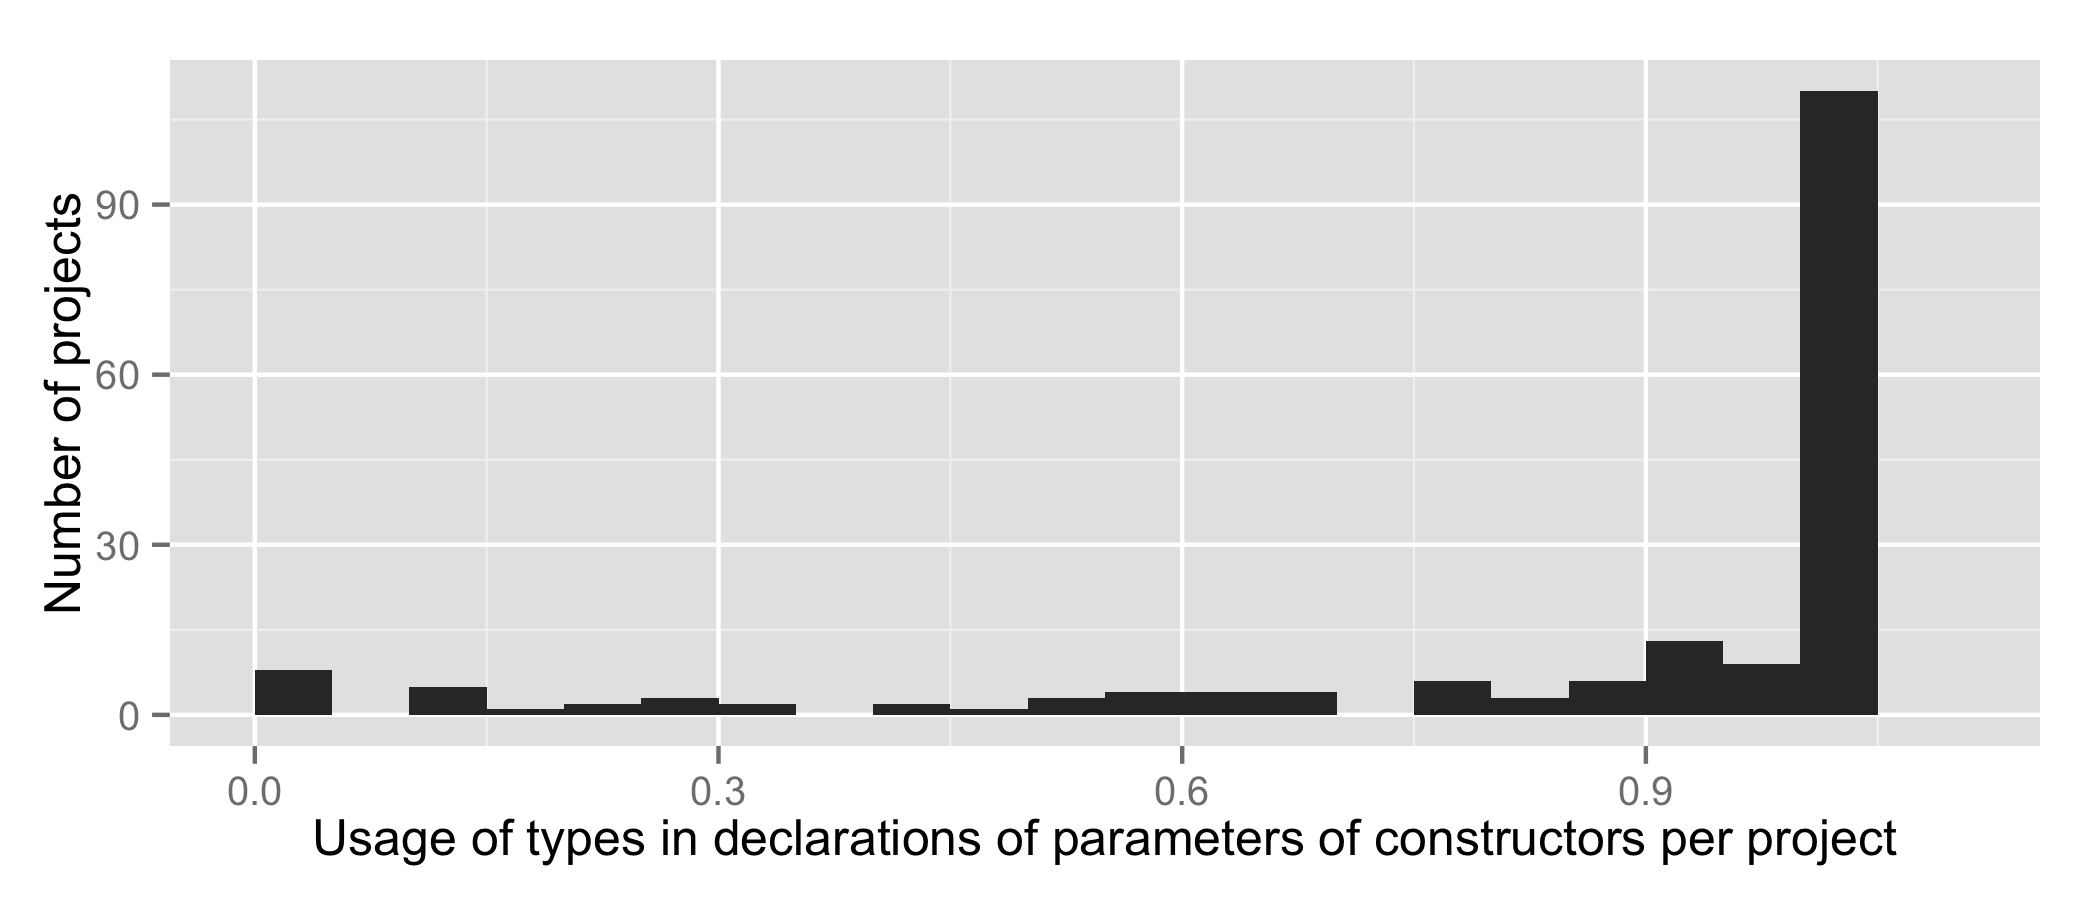 Number of projects
90
60
30
0
0.0 0.3 0.6 0.9
Usage of types in declarations of parameters of constructors per project